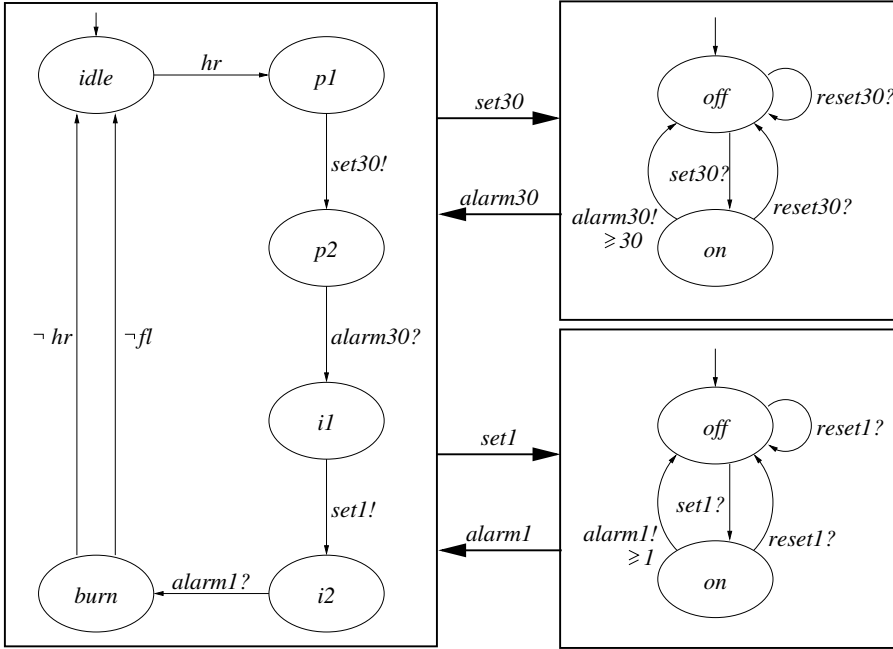 idle
hr
p1
set30!
p2
alarm30?
i1
set1!
i2
alarm1?
burn
¬ hr
¬ fl
set30
alarm30
set1
alarm1
off
reset30?
set30?
reset30?
alarm30!
⩾ 30
on
off
reset1?
set1?
reset1?
alarm1!
⩾ 1
on